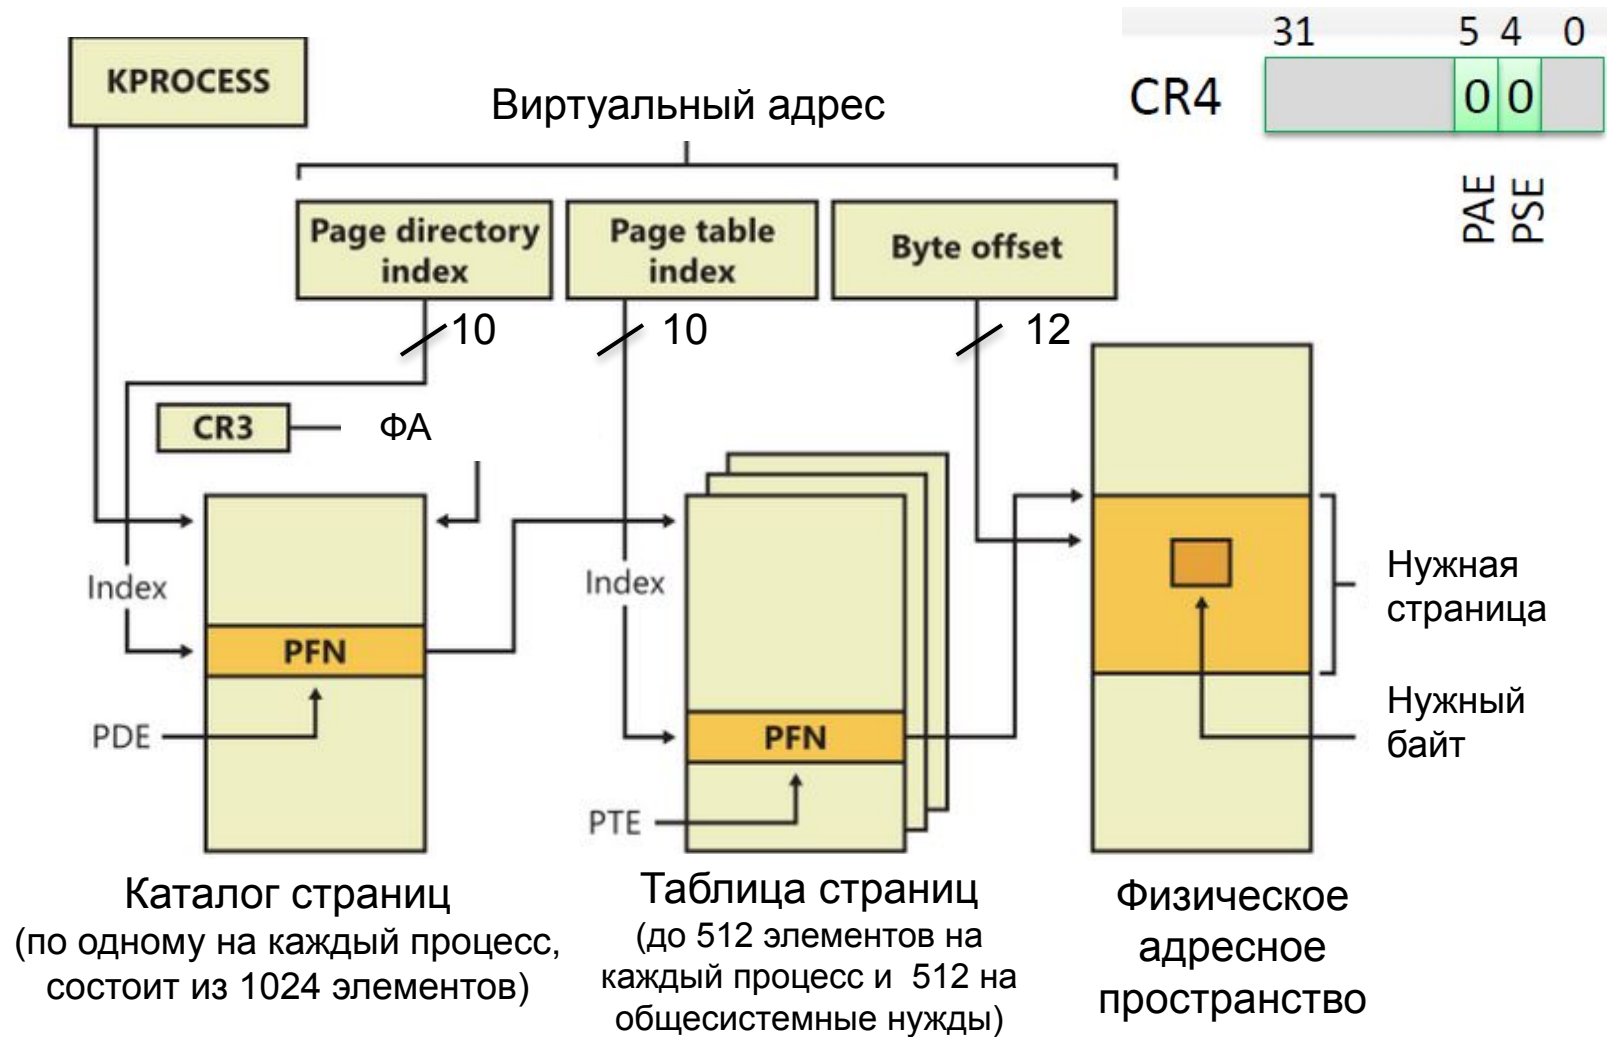 31 5 4 0
KPROCESS
CR4 0 0
Виртуальный адрес
PAE
PSE
Page directory
index
Page table
index
Byte offset
10
10
12
CR3
ФА
Index
Index
Нужная
страница
PFN
Нужный
байт
PDE
PFN
PTE
Каталог страниц
(по одному на каждый процесс,
состоит из 1024 элементов)
Таблица страниц
(до 512 элементов на
каждый процесс и 512 на
общесистемные нужды)
Физическое
адресное
пространство